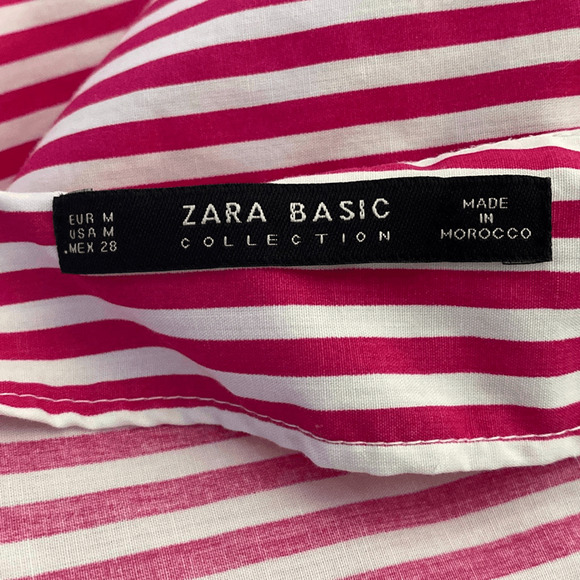 EUR M
USA M
.MEX 28
ZARA BASIC
COLLECTION
MADE
IN
MOROCCO